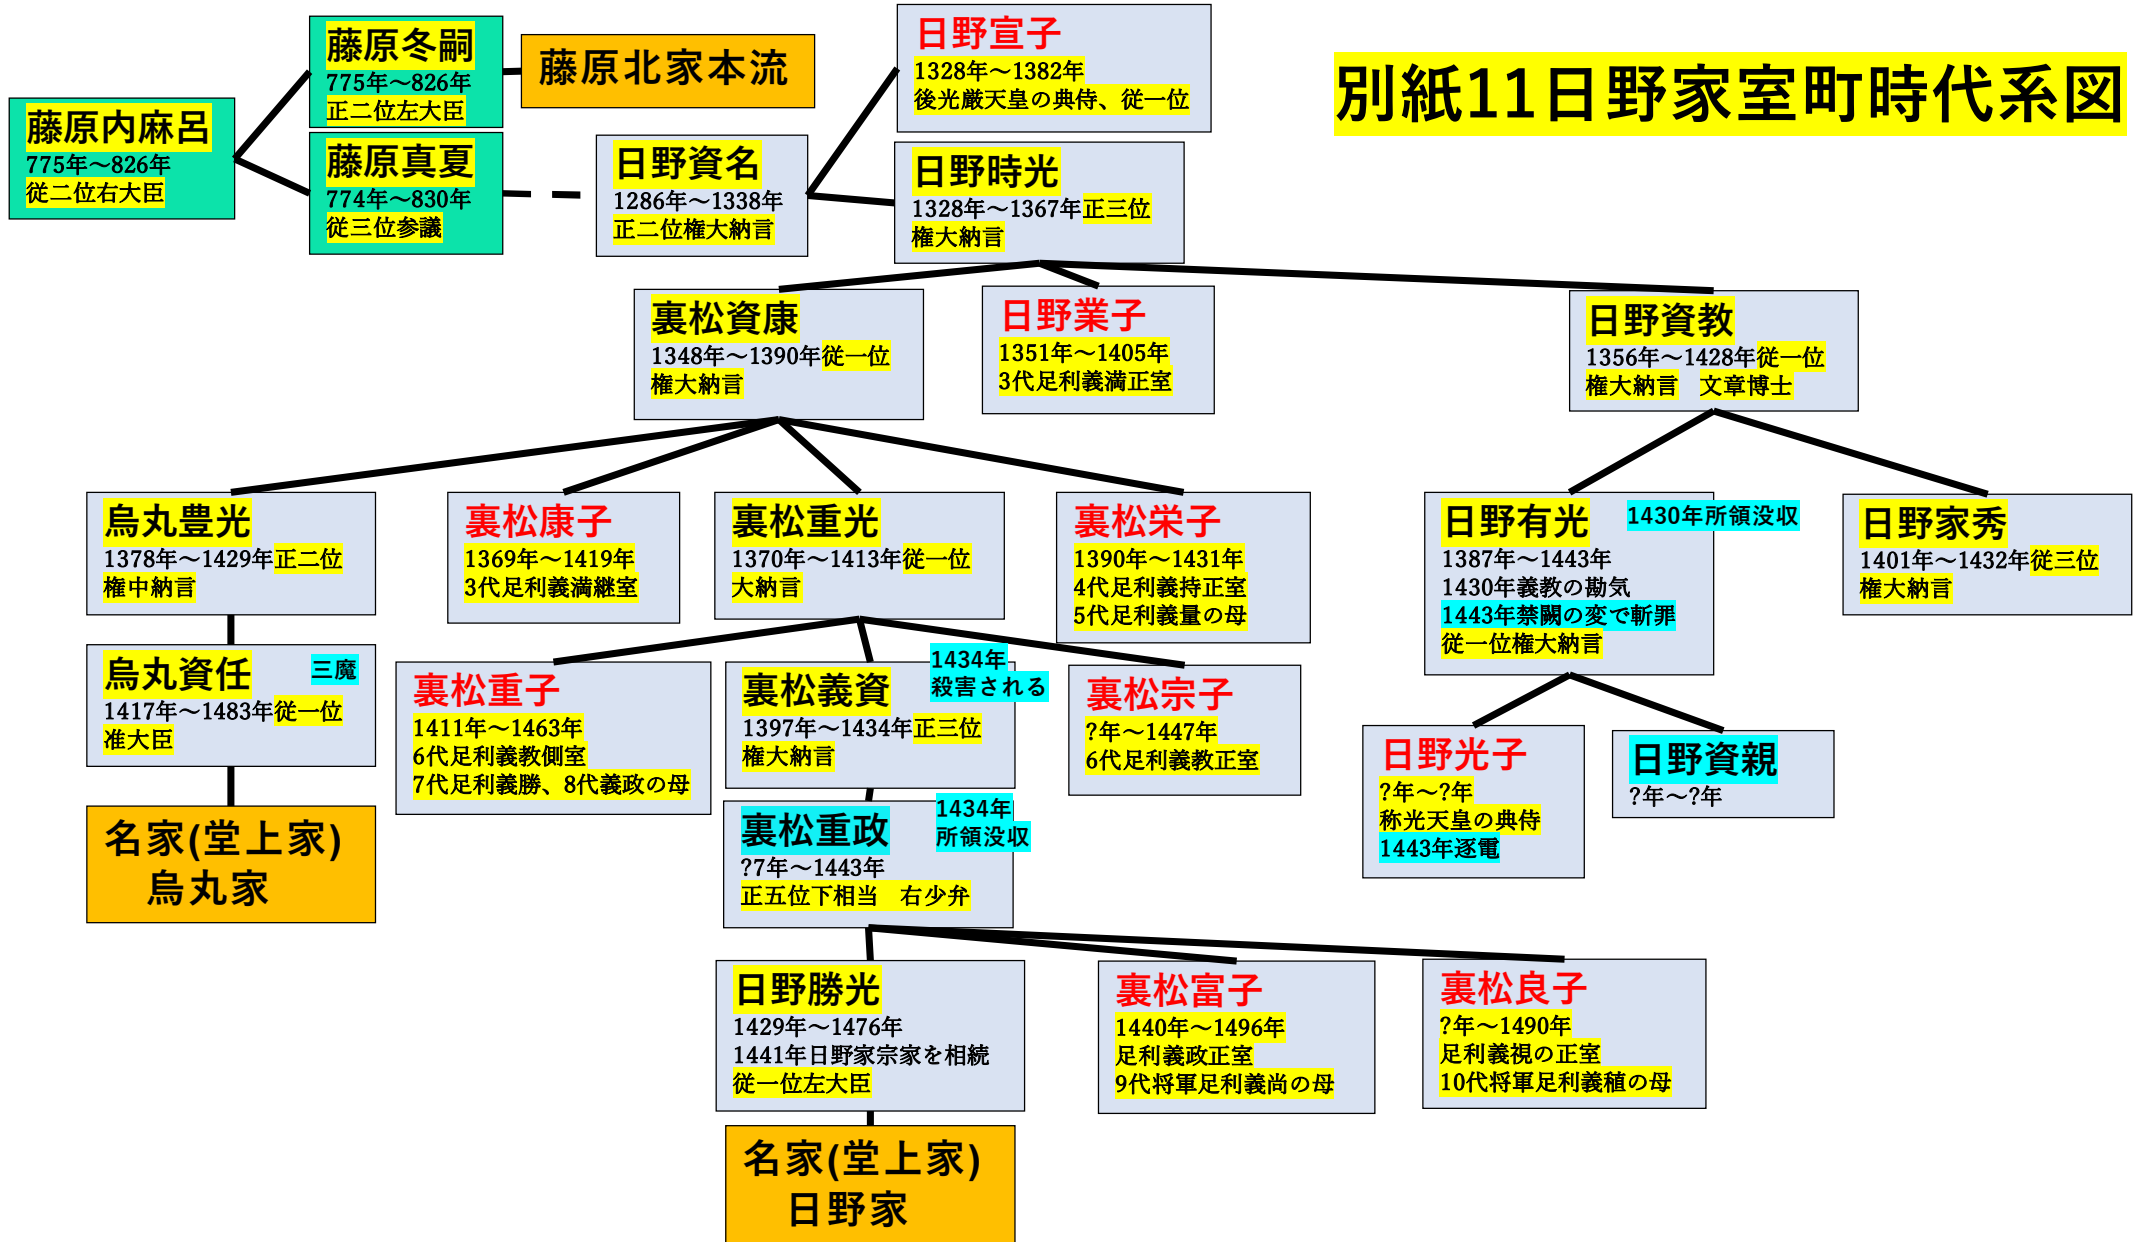 別紙11日野家室町時代系図
藤原内麻呂
775年～826年
従二位右大臣
藤原冬嗣
775年～826年
正二位左大臣
藤原北家本流
藤原真夏
774年～830年
従三位参議
日野資名
1286年～1338年
正二位権大納言
日野宣子
1328年～1382年
後光厳天皇の典侍、従一位
日野時光
1328年～1367年正三位
権大納言
裏松資康
1348年～1390年従一位
権大納言
日野業子
1351年～1405年
3代足利義満正室
日野資教
1356年～1428年従一位
権大納言　文章博士
烏丸豊光
1378年～1429年正二位
権中納言
裏松康子
1369年～1419年
3代足利義満継室
裏松重光
1370年～1413年従一位
大納言
裏松栄子
1390年～1431年
4代足利義持正室
5代足利義量の母
日野有光
1430年所領没収
1387年～1443年
1430年義教の勘気
1443年禁闕の変で斬罪
従一位権大納言
日野家秀
1401年～1432年従三位
権大納言
烏丸資任
三魔
1417年～1483年従一位
准大臣
裏松重子
1411年～1463年
6代足利義教側室
7代足利義勝、8代義政の母
裏松義資
1434年
殺害される
1397年～1434年正三位
権大納言
裏松宗子
?年～1447年
6代足利義教正室
日野光子
?年～?年
称光天皇の典侍
1443年逐電
日野資親
?年～?年
名家(堂上家)
烏丸家
裏松重政
1434年
所領没収
?7年～1443年
正五位下相当　右少弁
日野勝光
1429年～1476年
1441年日野家宗家を相続
従一位左大臣
裏松富子
1440年～1496年
足利義政正室
9代将軍足利義尚の母
裏松良子
?年～1490年
足利義視の正室
10代将軍足利義稙の母
名家(堂上家)
日野家